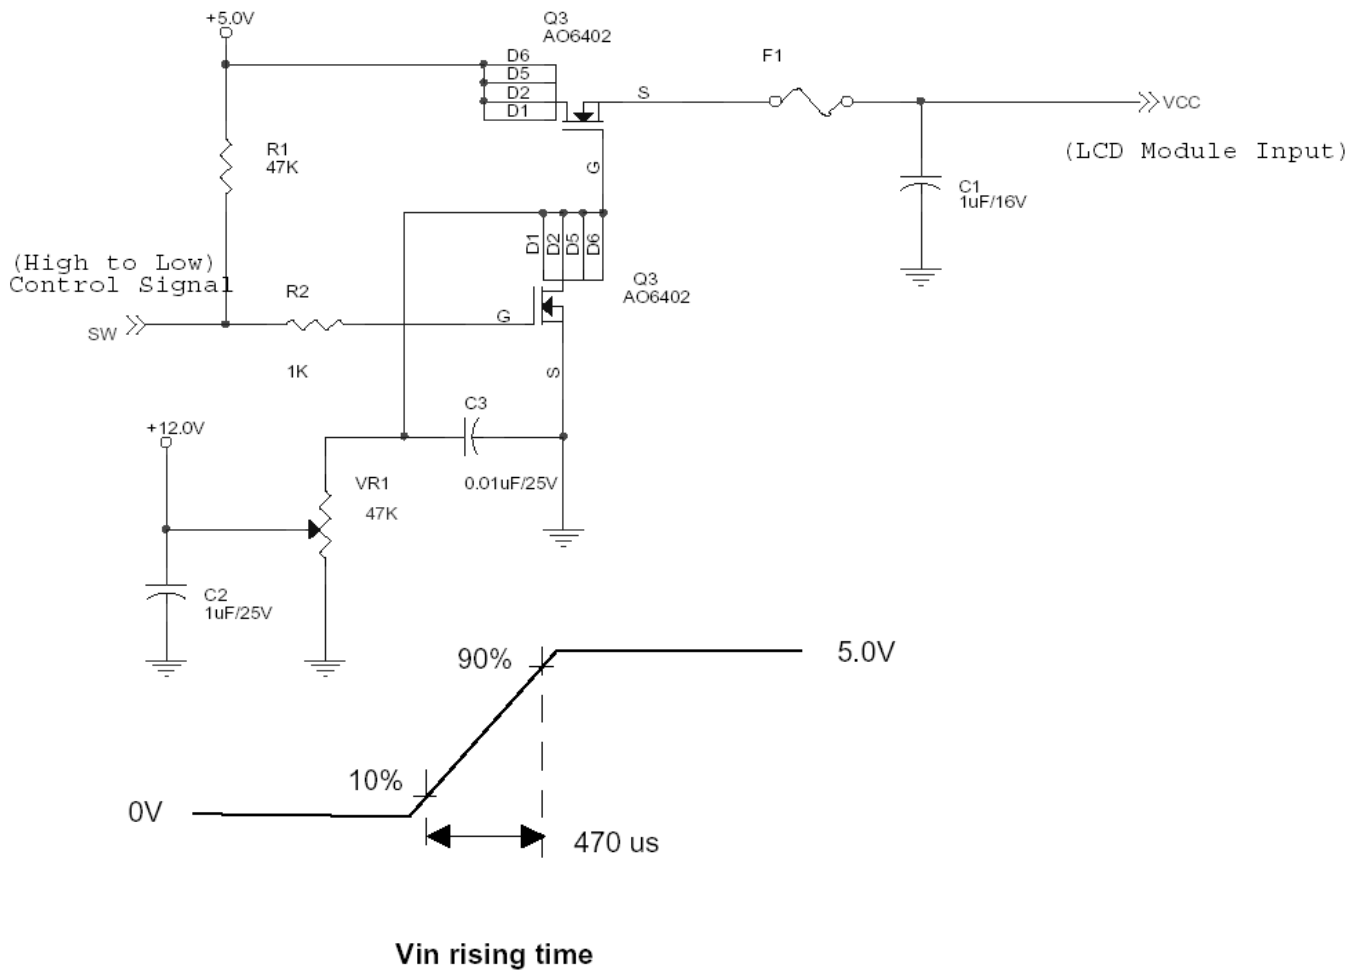 +5.0V
Q3
AO6402
D6
D5
D2
D1
S
F1
VCC
(LCD Module Input)
R1
47K
G
C1
1uF/16V
D1
D2
D5
D6
(High to Low)
Control Signal
R2
Q3
AO6402
SW
G
1K
S
C3
+12.0V
VR1
47K
0.01uF/25V
C2
1uF/25V
90%
5.0V
10%
0V
470 us
Vin rising time